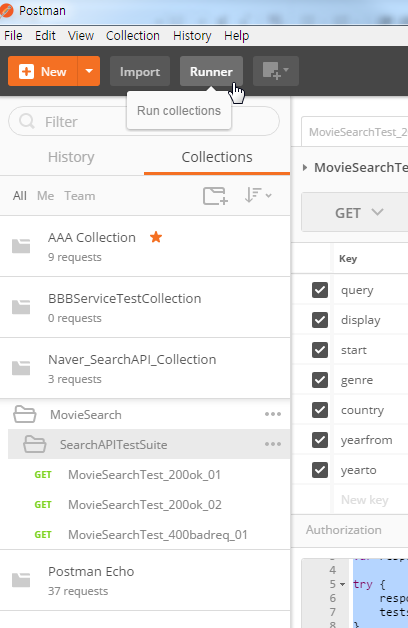 Postman
File Edit View Collection History Help
New Import Runner
Run collections
Filter
MovieSearchTest_2
History Collections
MovieSearchTe
All Me Team
GET
AAA Collection
9 requests
Key
BBBServiceTestCollection
0 requests
query
display
start
Naver_SearchAPI_Collection
3 requests
genre
country
MovieSearch
yearfrom
SearchAPITestSuite
yearto
GET MovieSearchTest_200ok_01
New key
GET MovieSearchTest_200ok_02
Authorization
GET MovieSearchTest_400badreq_01
4
Postman Echo
37 requests
5 try {
6 respo
7 tests
8 }